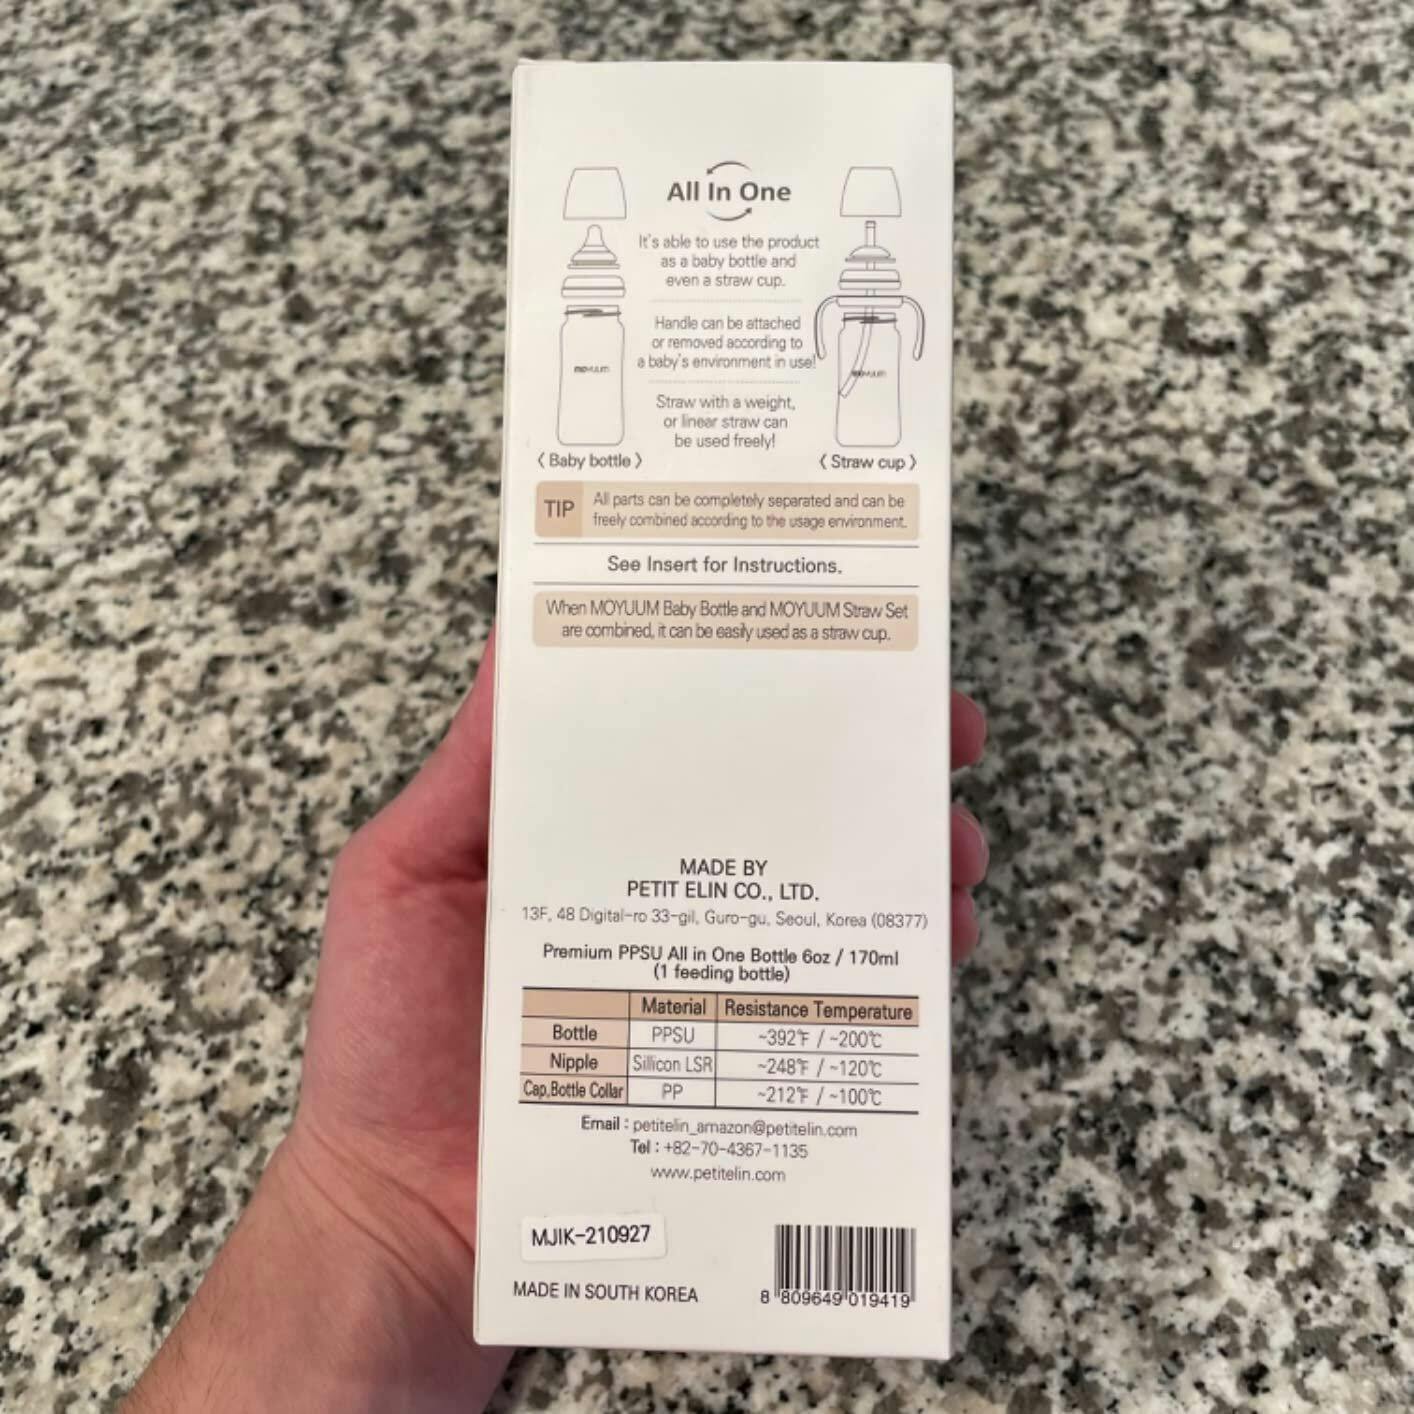 All In One
It's able to use the product
as a baby bottle and
even a straw cup.
Handle can be attached
or removed according to
a baby's environment in use!
moyuum
moyuum
Straw with a weight,
or linear straw can
be used freely!
〈 Baby bottle 〉
〈 Straw cup 〉
TIP
All parts can be completely separated and can be
freely combined according to the usage environment.
See Insert for Instructions.
When MOYUUM Baby Bottle and MOYUUM Straw Set
are combined, it can be easily used as a straw cup.
MADE BY
PETIT ELIN CO., LTD.
13F, 48 Digital-ro 33-gil, Guro-gu, Seoul, Korea (08377)
Premium PPSU All in One Bottle 6oz / 170ml
(1 feeding bottle)
Material Resistance Temperature
Bottle PPSU ~392℉ / ~200℃
Nipple Sillicon LSR ~248℉ / ~120℃
Cap,Bottle Collar PP ~212℉ / ~100℃
Email : petitelin_amazon@petitelin.com
Tel : +82-70-4367-1135
www.petitelin.com
MJIK-210927
MADE IN SOUTH KOREA
8 809649 019419